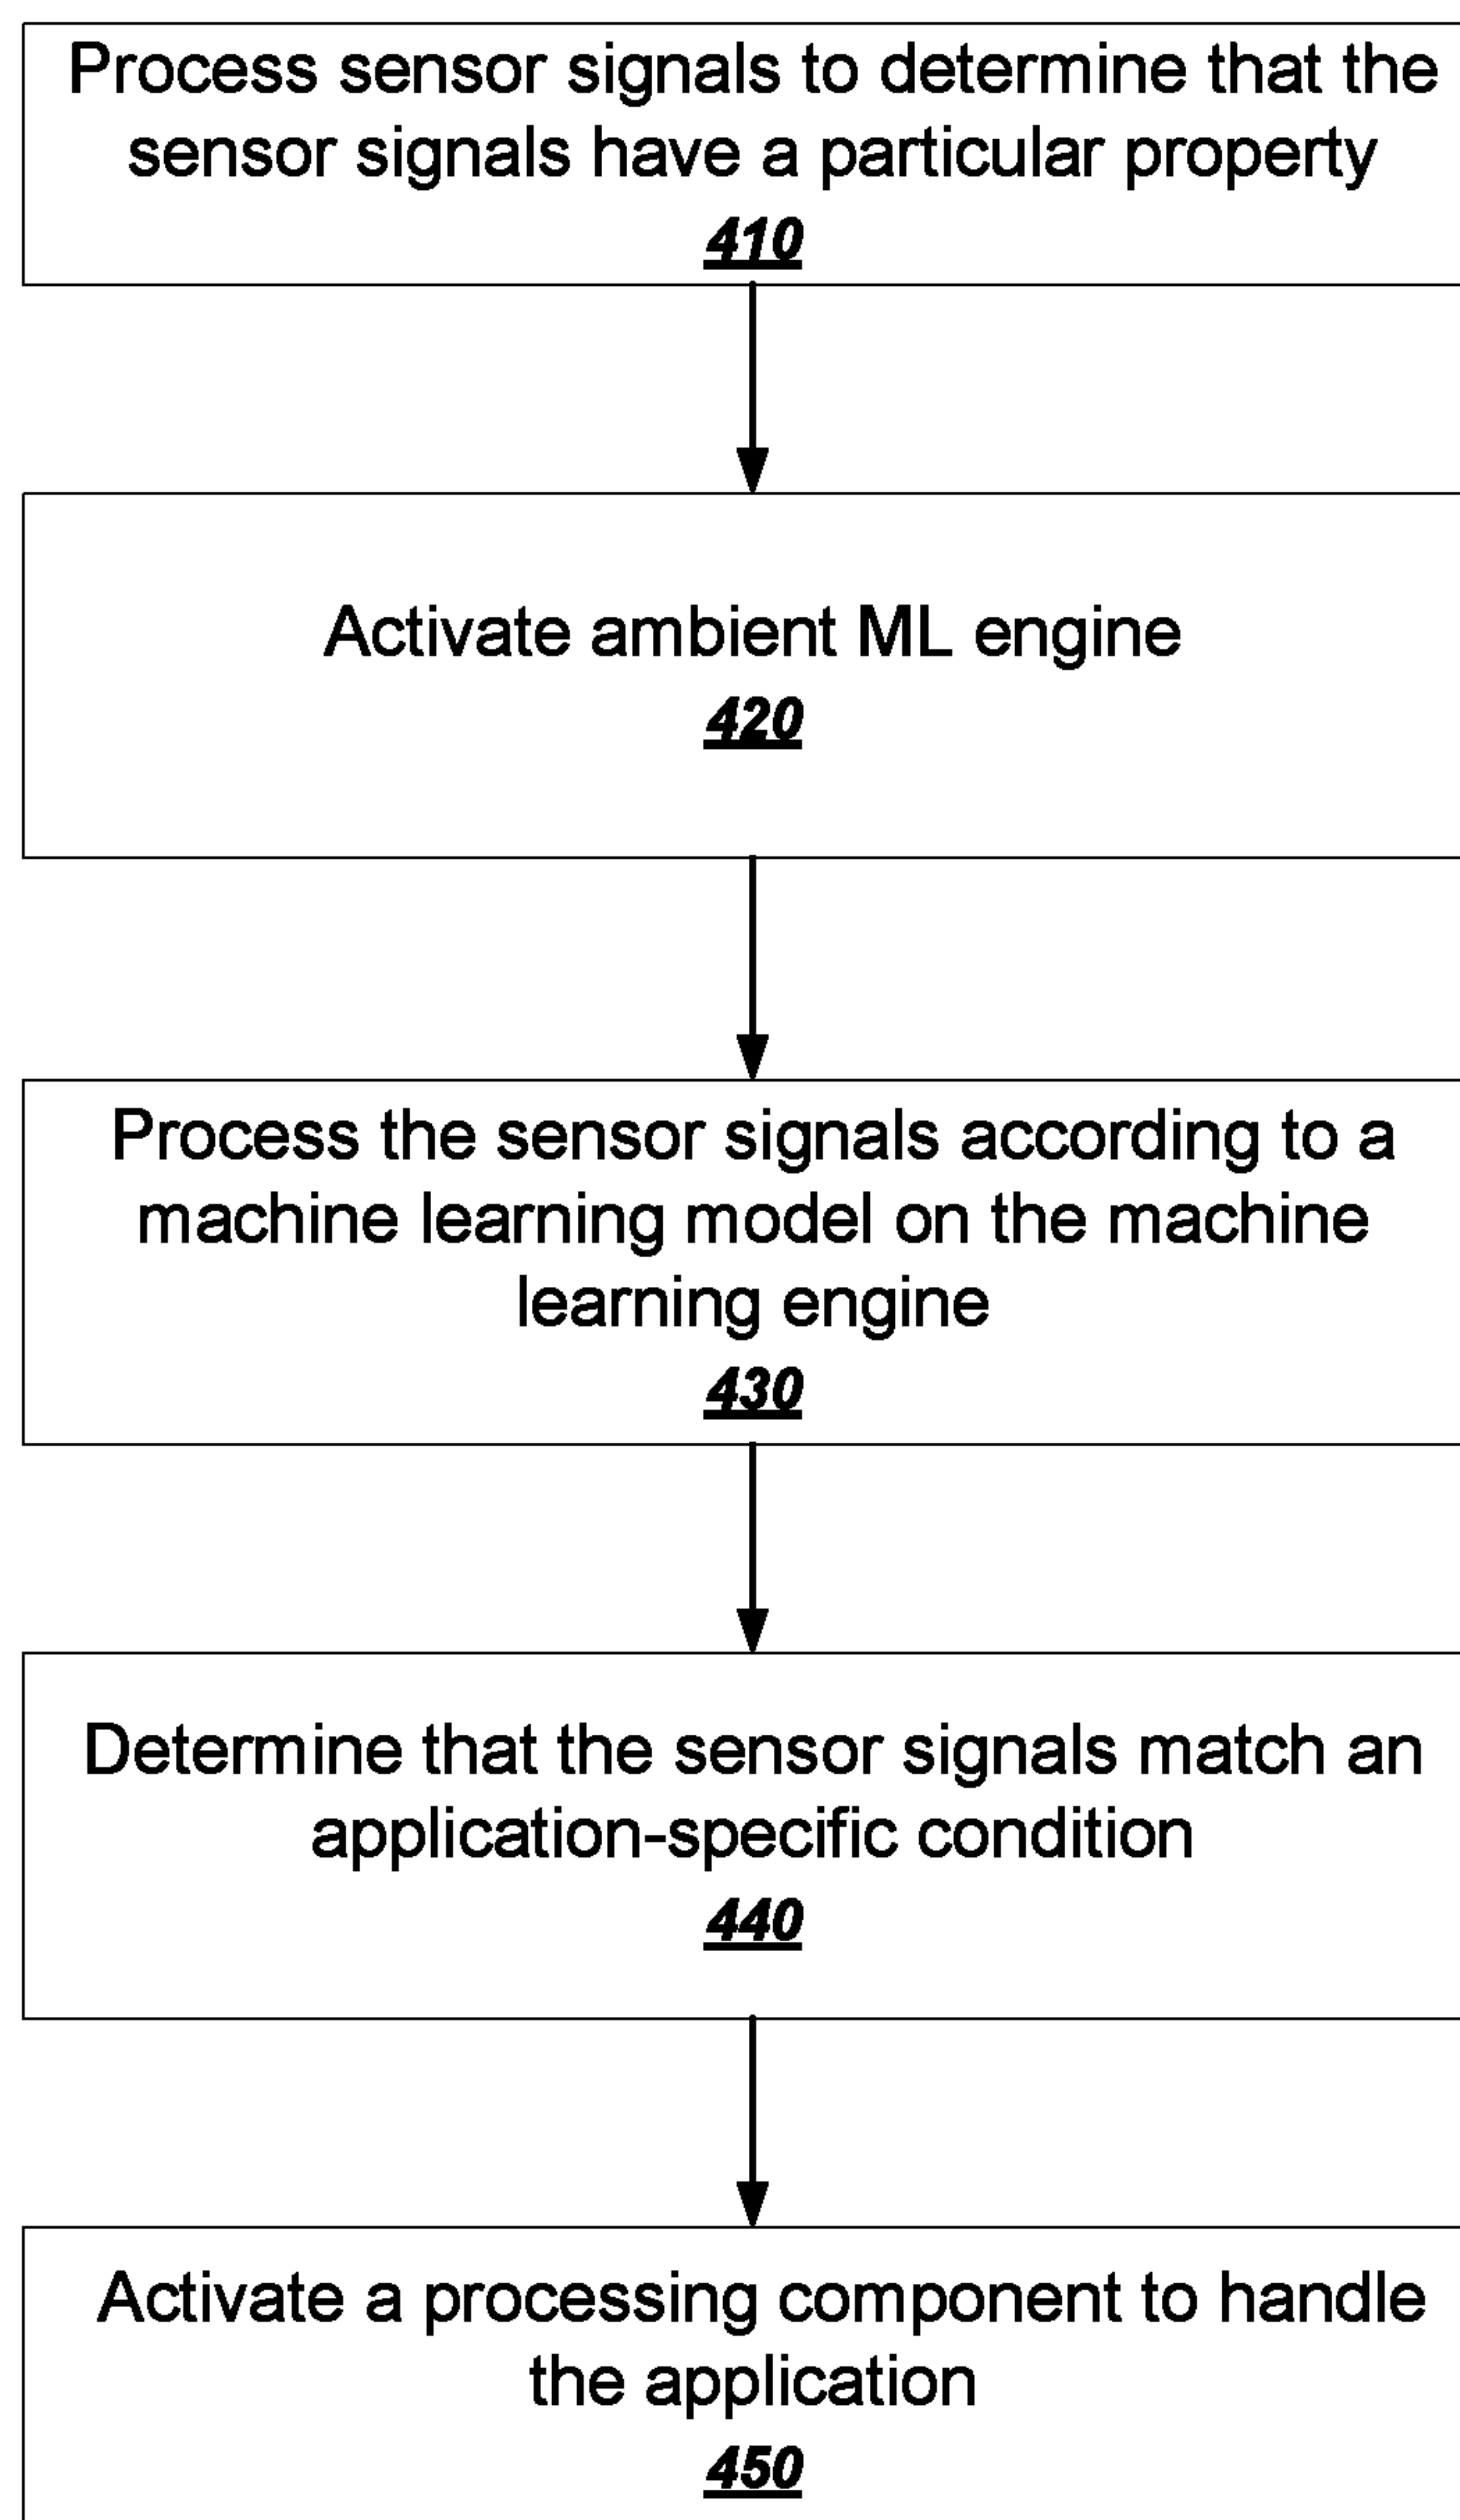 Process sensor signals to determine that the
sensor signals have a particular property
410
Activate ambient ML engine
420
Process the sensor signals according to a
machine learning model on the machine
learning engine
430
Determine that the sensor signals match an
application-specific condition
440
Activate a processing component to handle
the application
450